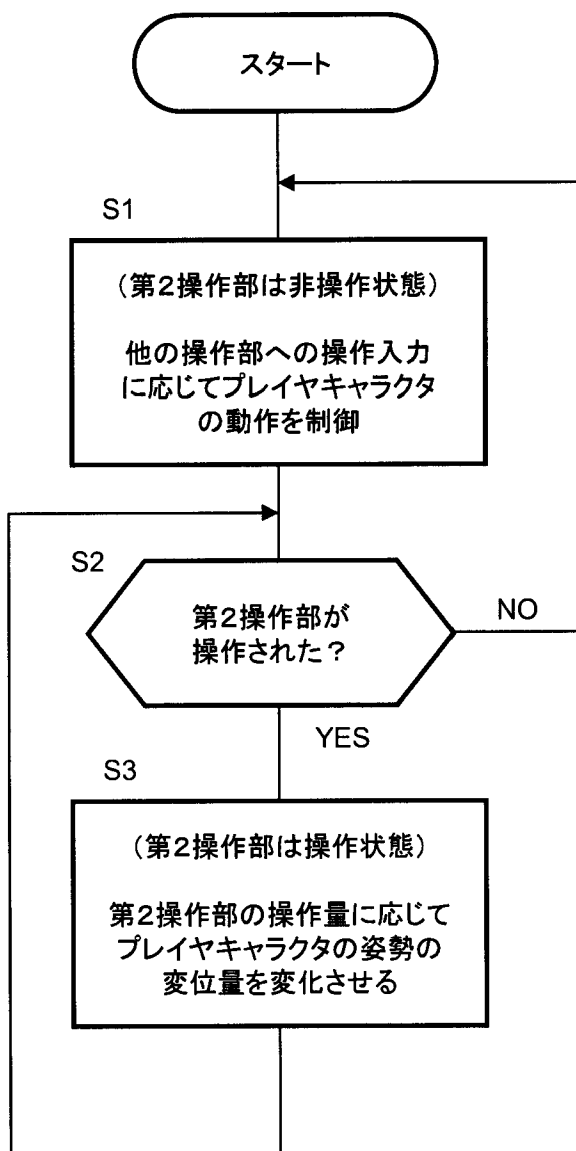 スタート
S1
（第2操作部は非操作状態）
他の操作部への操作入力
に応じてプレイヤキャラクタ
の動作を制御
S2
第2操作部が
操作された？
NO
YES
S3
（第2操作部は操作状態）
第2操作部の操作量に応じて
プレイヤキャラクタの姿勢の
変位量を変化させる